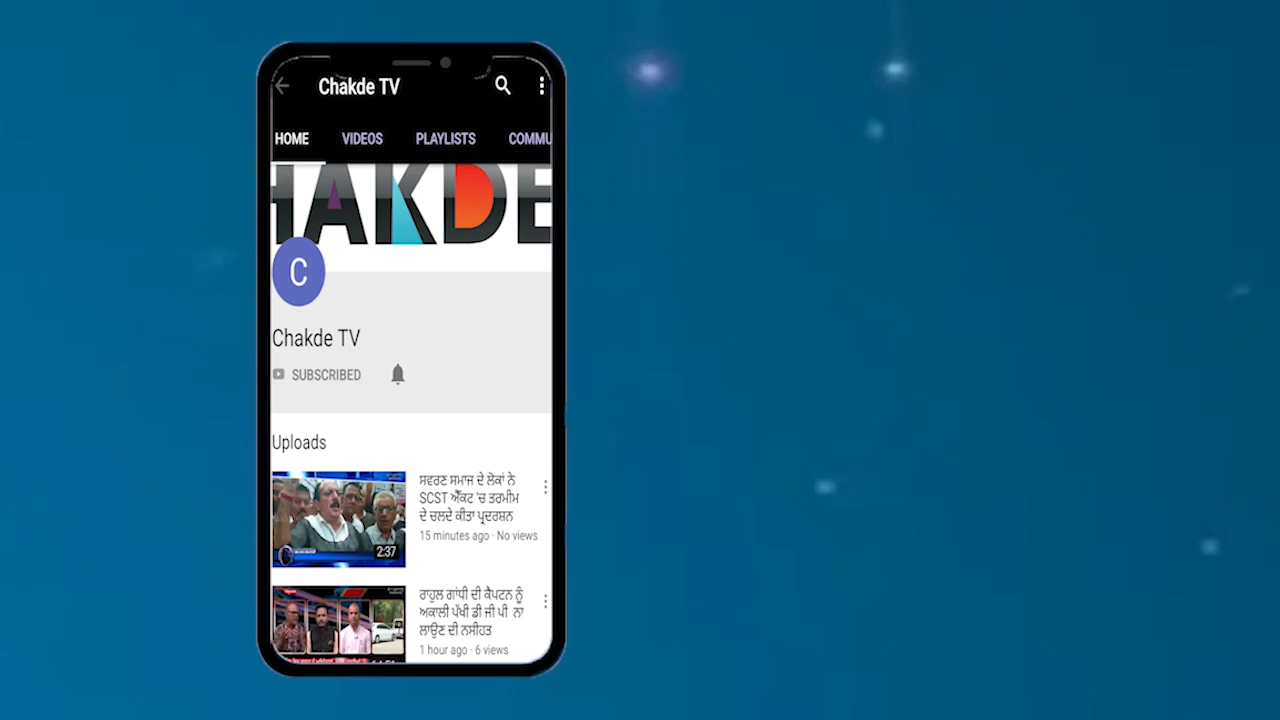 Chakde TV
HOME VIDEOS PLAYLISTS COMMU
HAKDE
C
Chakde TV
SUBSCRIBED
Uploads
ਸਵਰਣ ਸਮਾਜ ਦੇ ਲੋਕਾਂ ਨੇ
SCST ਐਂਕਟ 'ਚ ਤਰਮੀਮ
ਦੇ ਚਲਦੇ ਕੀਤਾ ਪ੍ਰਦਰਸ਼ਨ
15 minutes ago · No views
2:37
ਰਾਹੁਲ ਗਾਂਧੀ ਦੀ ਕੈਪਟਨ ਨੂੰ
ਅਕਾਲੀ ਪੱਖੀ ਡੀ ਜੀ ਪੀ ਨਾ
ਲਾਉਣ ਦੀ ਨਸੀਹਤ
1 hour ago · 6 views